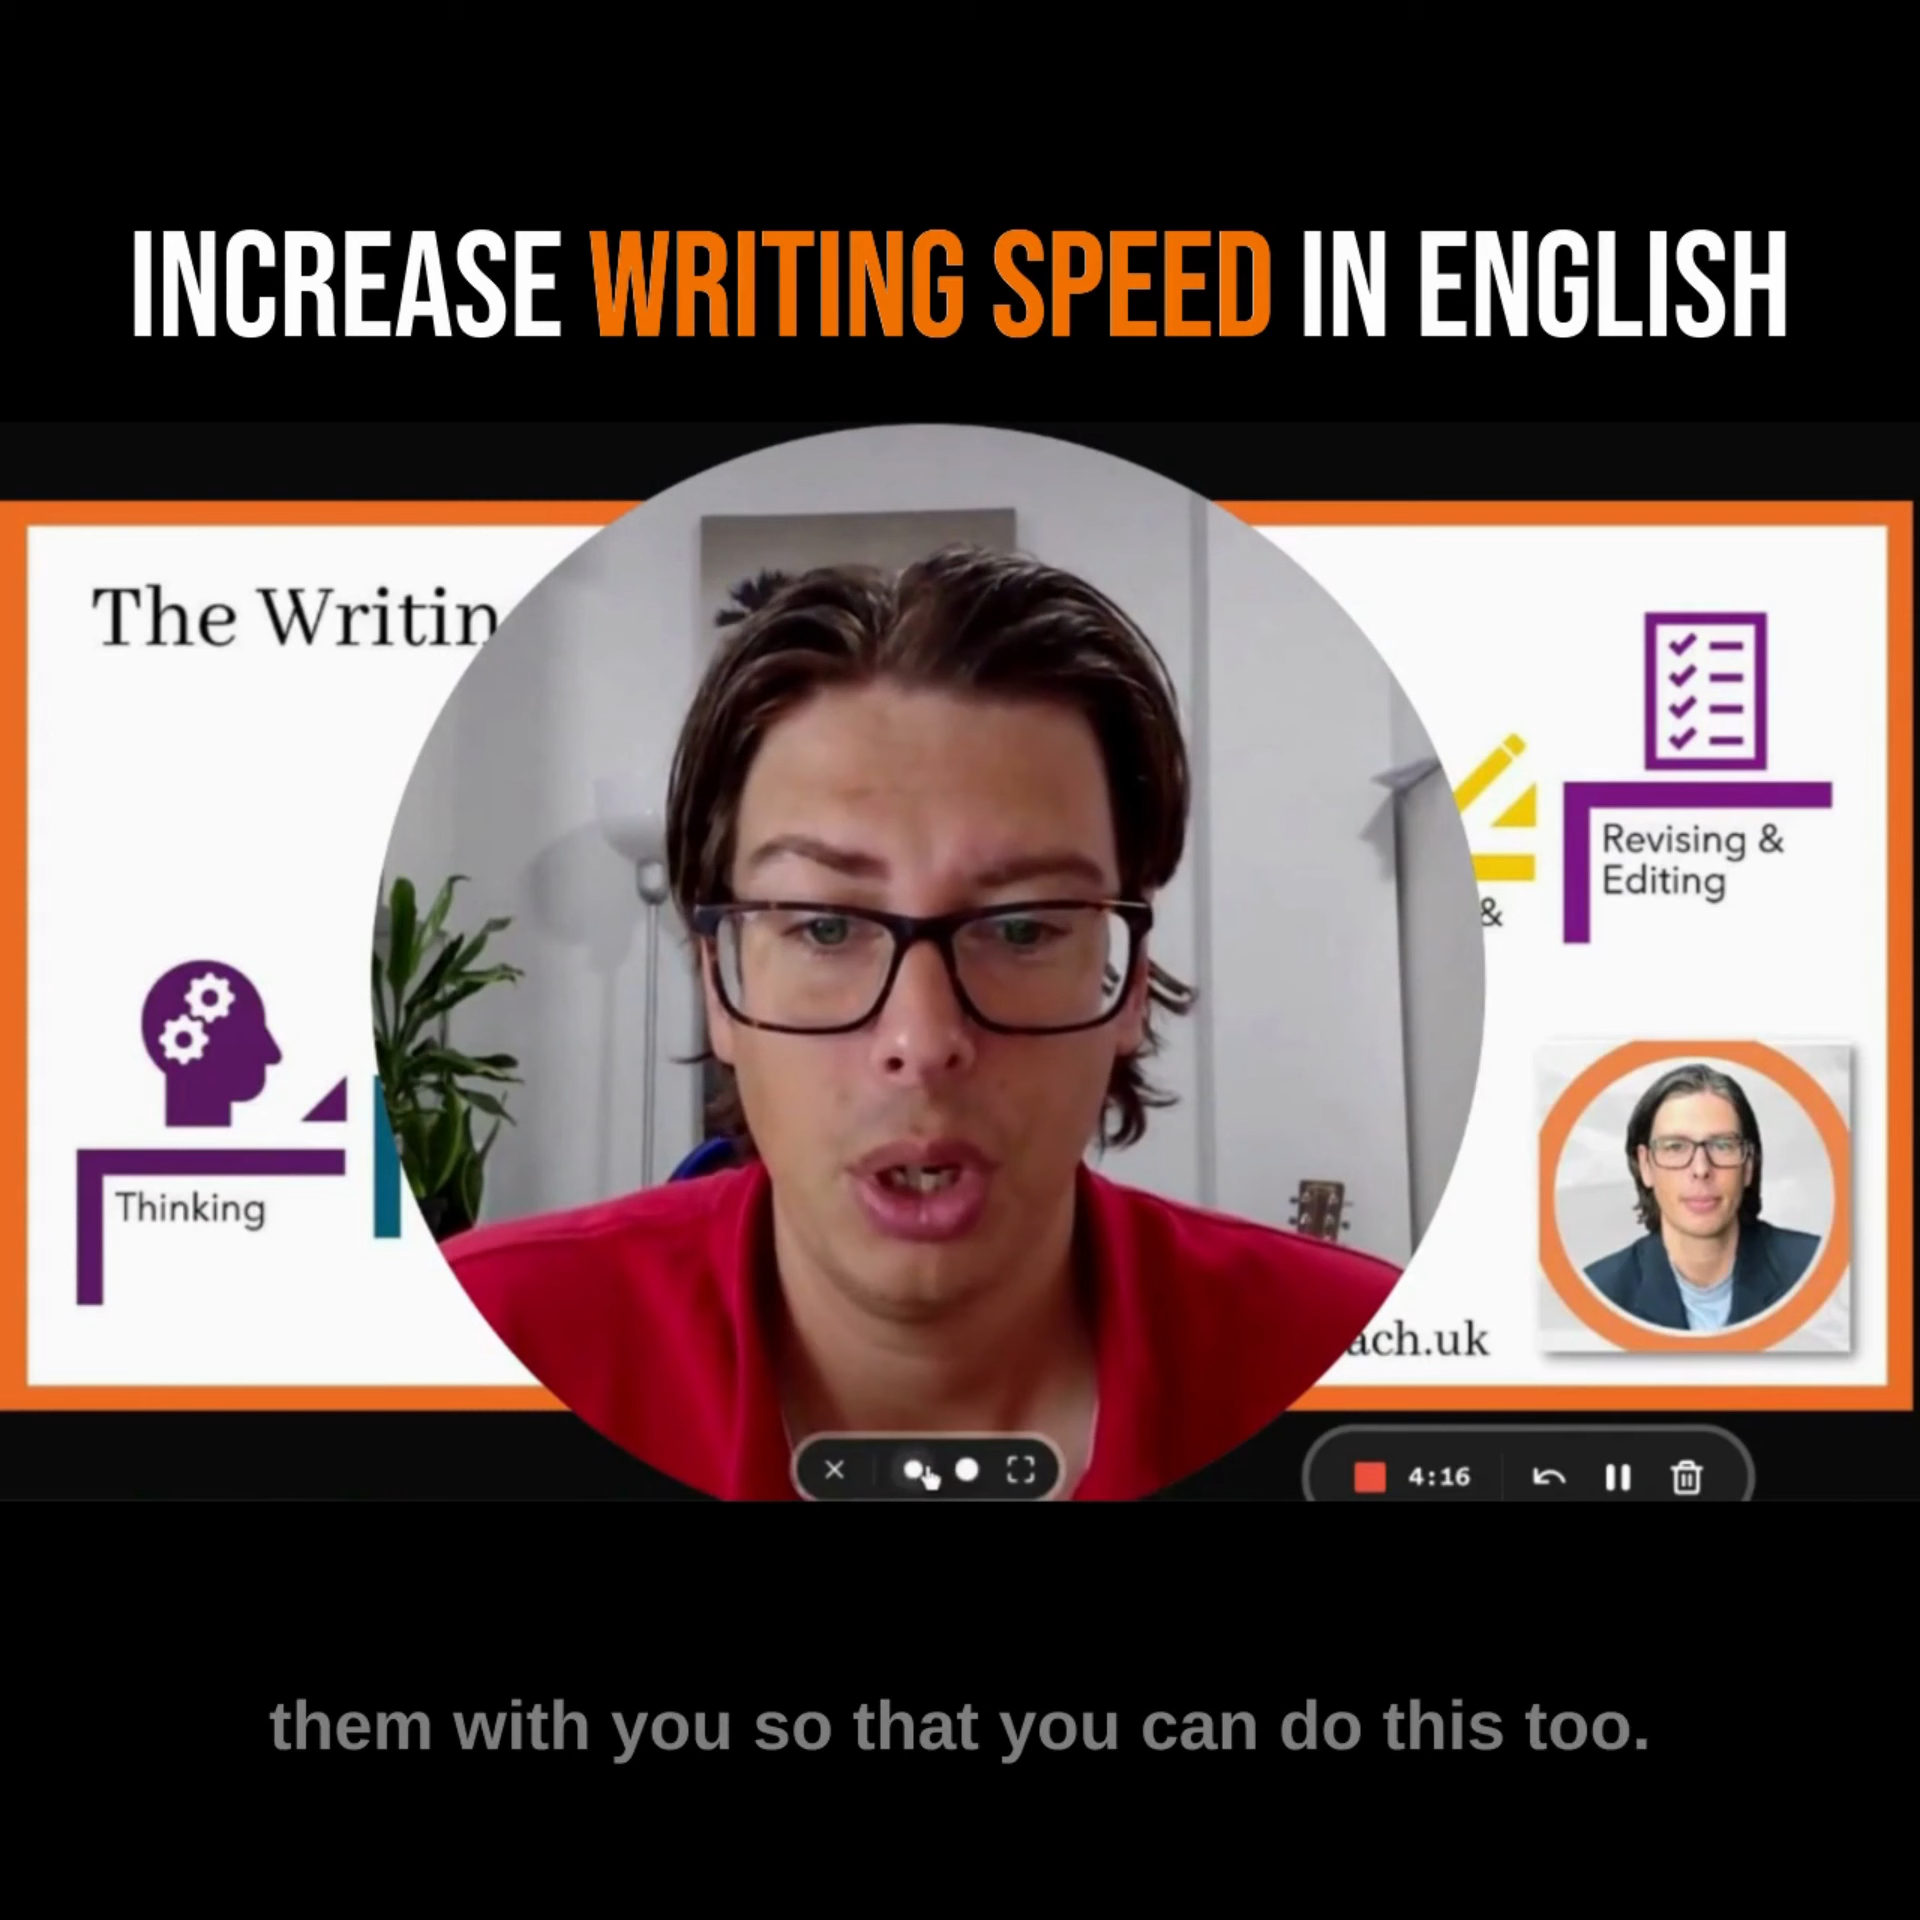 INCREASE WRITING SPEED IN ENGLISH
The Writin
Revising &
Editing
&
Thinking
ach.uk
4:16
them with you so that you can do this too.